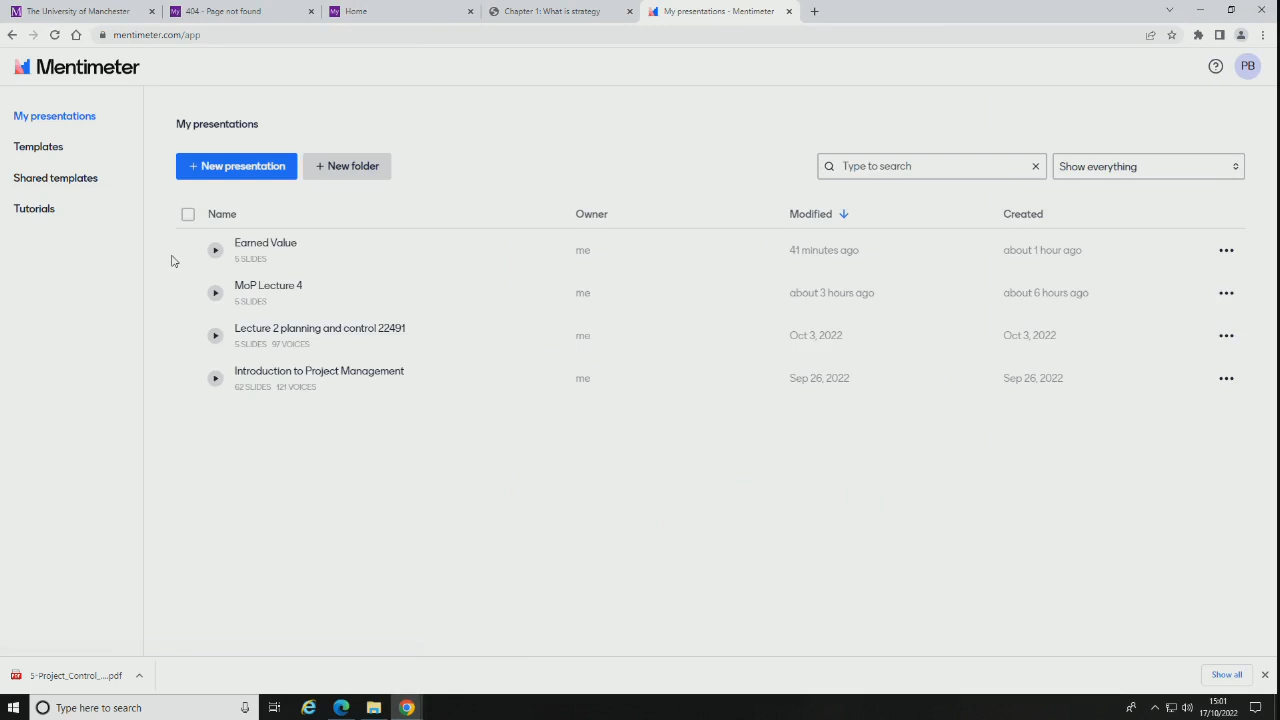 The University of Manchester
404 - Page not found
Home
Chapter 1: What is strategy
My presentations - Mentimeter
mentimeter.com/app
Mentimeter
PB
My presentations
Templates
Shared templates
Tutorials
My presentations
+ New presentation
+ New folder
Type to search
Show everything
Name
Owner
Modified
Created
Earned Value
5 SLIDES
me
41 minutes ago
about 1 hour ago
MoP Lecture 4
5 SLIDES
me
about 3 hours ago
about 6 hours ago
Lecture 2 planning and control 22491
5 SLIDES 97 VOICES
me
Oct 3, 2022
Oct 3, 2022
Introduction to Project Management
62 SLIDES 121 VOICES
me
Sep 26, 2022
Sep 26, 2022
5-Project_Control_....pdf
Show all
Type here to search
15:01
17/10/2022